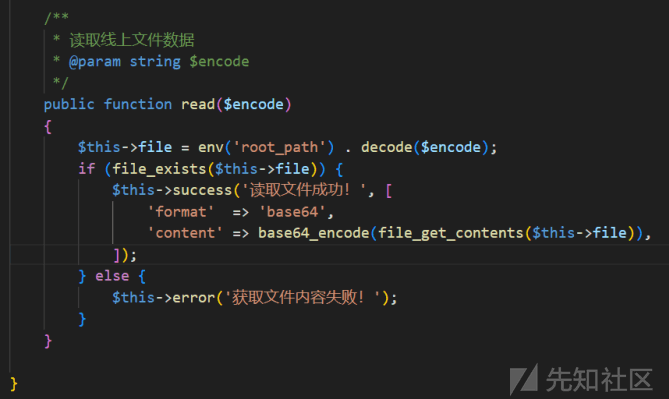 /**
 * 读取线上文件数据
 * @param string $encode
 */
public function read($encode)
{
    $this->file = env('root_path') . decode($encode);
    if (file_exists($this->file)) {
        $this->success('读取文件成功！', [
            'format'  => 'base64',
            'content' => base64_encode(file_get_contents($this->file)),
        ]);
    } else {
        $this->error('获取文件内容失败！');
    }
}
}
先知社区